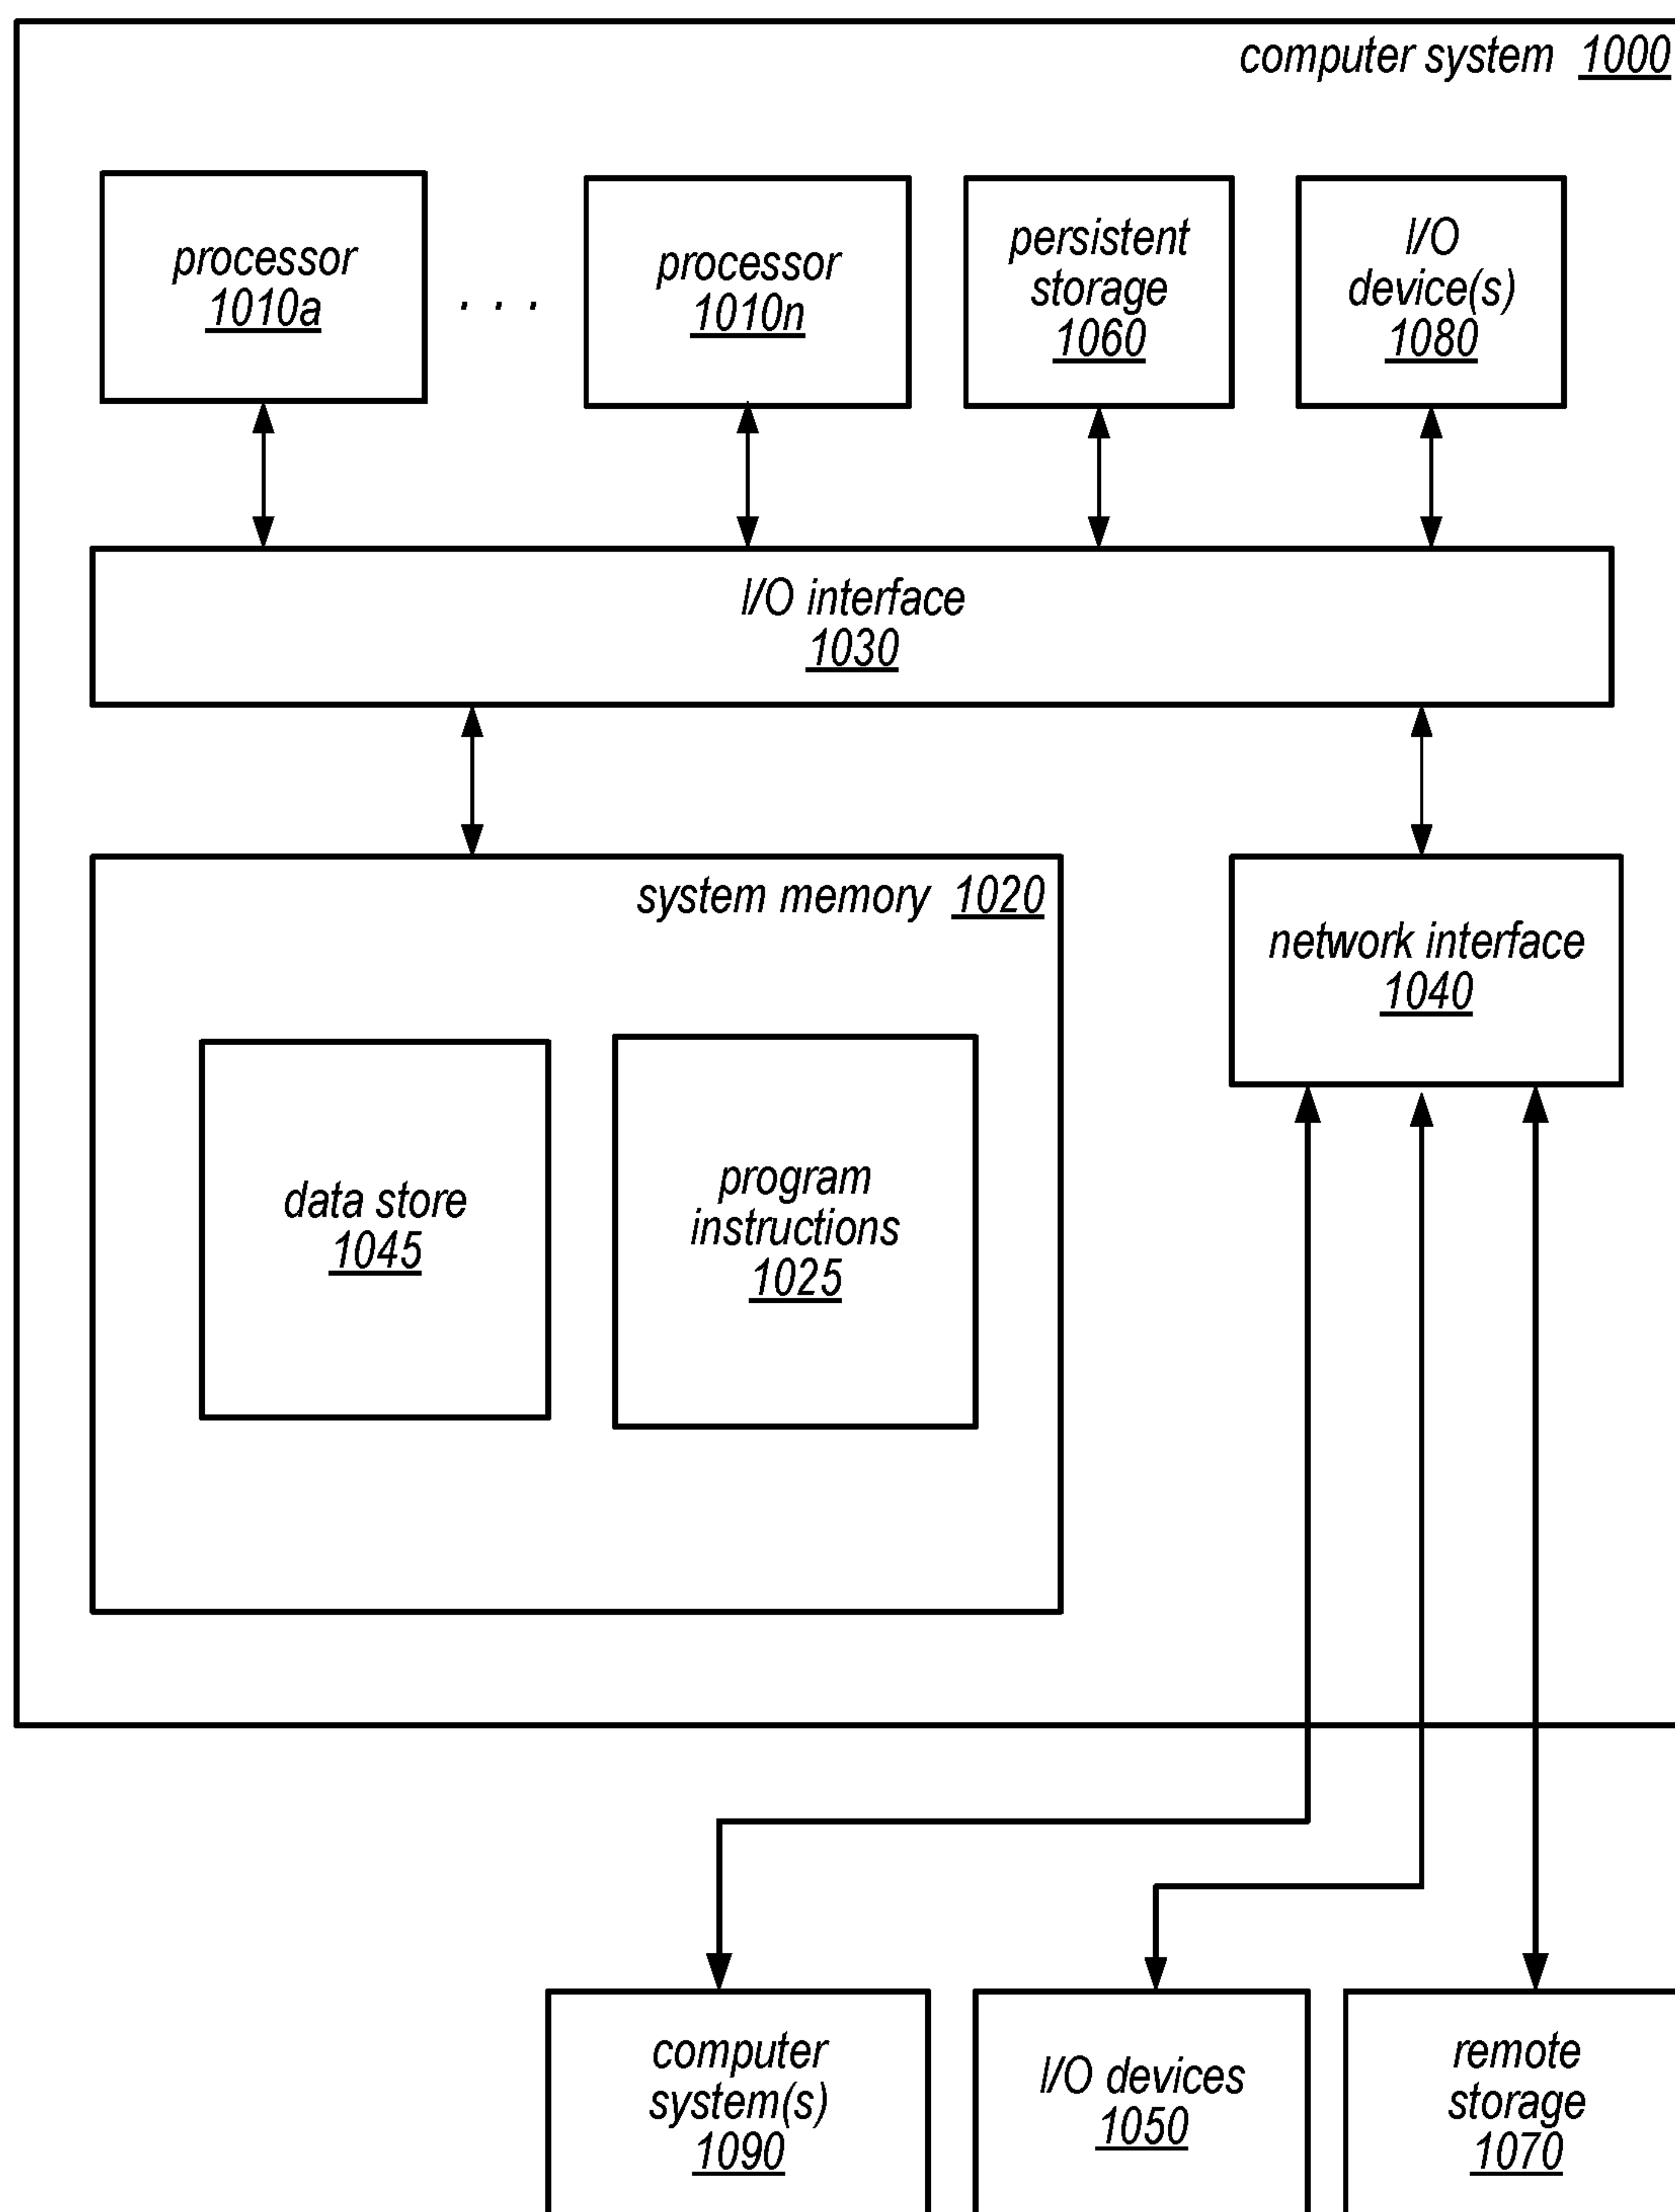 computer system 1000
processor
1010a
. . .
processor
1010n
persistent
storage
1060
I/O
device(s)
1080
I/O interface
1030
system memory 1020
network interface
1040
data store
1045
program
instructions
1025
computer
system(s)
1090
I/O devices
1050
remote
storage
1070